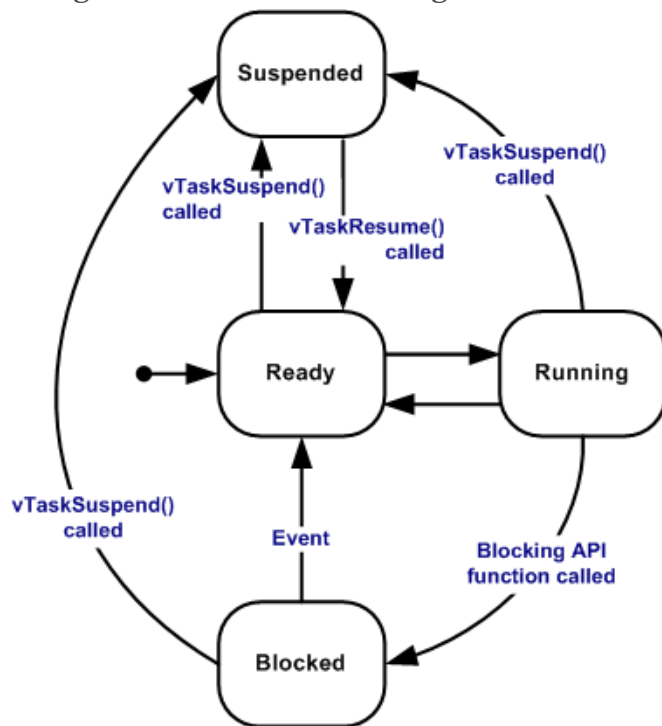 Suspended
vTaskSuspend()
called
vTaskSuspend()
called
vTaskResume()
called
Ready
Running
vTaskSuspend()
called
Event
Blocking API
function called
Blocked